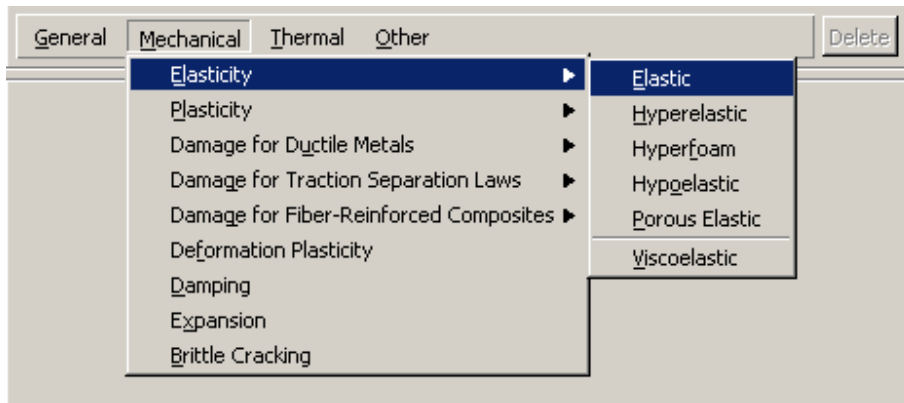 General Mechanical Thermal Other Delete
Elasticity
Plasticity
Damage for Ductile Metals
Damage for Traction Separation Laws
Damage for Fiber-Reinforced Composites
Deformation Plasticity
Damping
Expansion
Brittle Cracking
Elastic
Hyperelastic
Hyperfoam
Hypoelastic
Porous Elastic
Viscoelastic